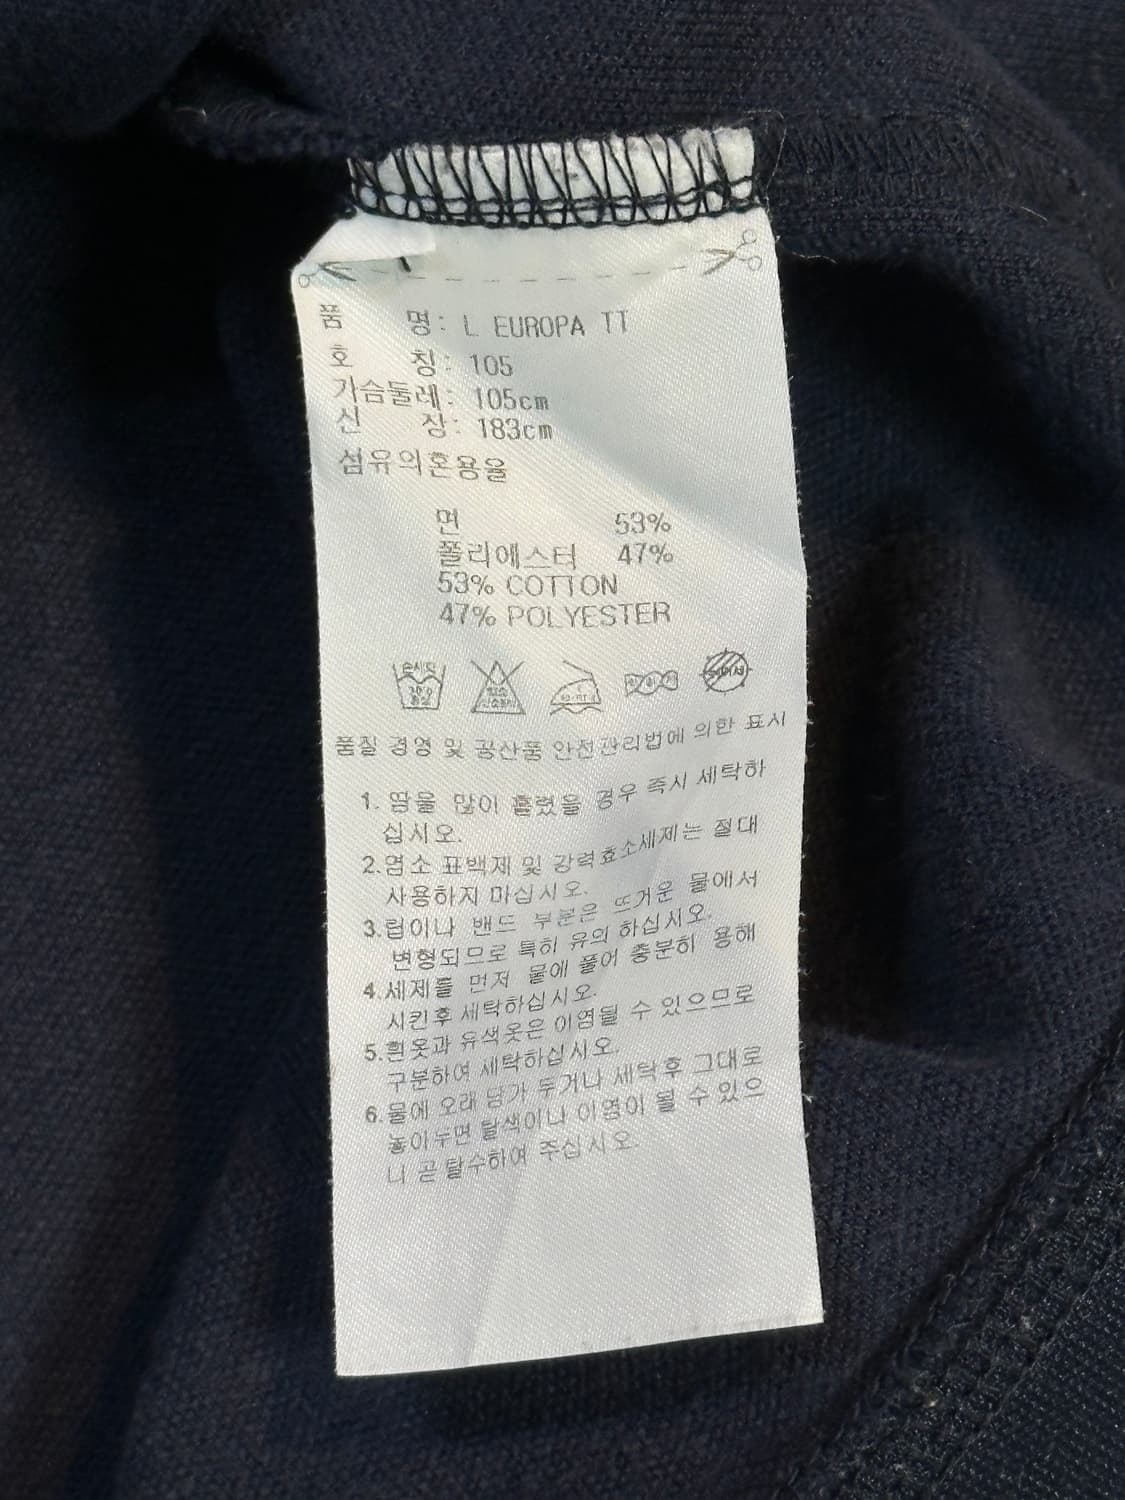 품 명: L EUROPA TT
호 칭: 105
가슴둘레: 105cm
신 장: 183cm
섬유의혼용율
면 53%
폴리에스터 47%
53% COTTON
47% POLYESTER
손세탁
중성
염소
품질 경영 및 공산품 안전관리법에 의한 표시
1. 땀을 많이 흘렸을 경우 즉시 세탁하
십시오.
2.염소 표백제 및 강력효소세제는 절대
사용하지 마십시오.
3.립이나 밴드 부분은 뜨거운 물에서
변형되므로 특히 유의 하십시오.
4.세제를 먼저 물에 풀어 충분히 용해
시킨후 세탁하십시오.
5.흰옷과 유색옷은 이염될 수 있으므로
구분하여 세탁하십시오.
6.물에 오래 담가 두거나 세탁후 그대로
놓아두면 탈색이나 이염이 될 수 있으
니 곧 탈수하여 주십시오.